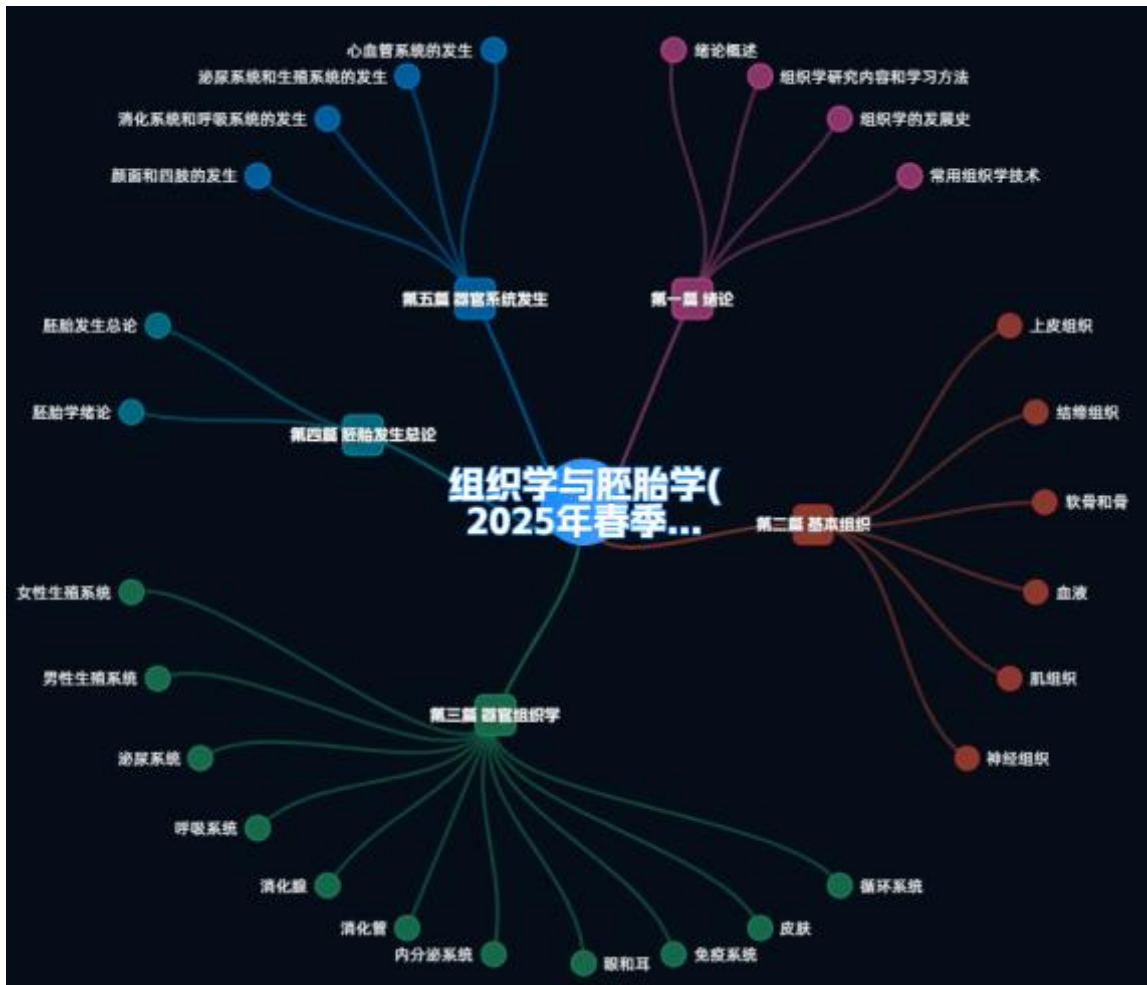 心血管系统的发生
绪论概述
泌尿系统和生殖系统的发生
组织学研究内容和学习方法
消化系统和呼吸系统的发生
组织学的发展史
颜面和四肢的发生
常用组织学技术
第五篇 器官系统发生
第一篇 绪论
胚胎发生总论
上皮组织
胚胎学绪论
结缔组织
第四篇 胚胎发生总论
组织学与胚胎学(
2025年春季...
软骨和骨
第二篇 基本组织
女性生殖系统
血液
男性生殖系统
肌组织
第三篇 器官组织学
泌尿系统
神经组织
呼吸系统
消化腺
循环系统
消化管
皮肤
内分泌系统
免疫系统
眼和耳